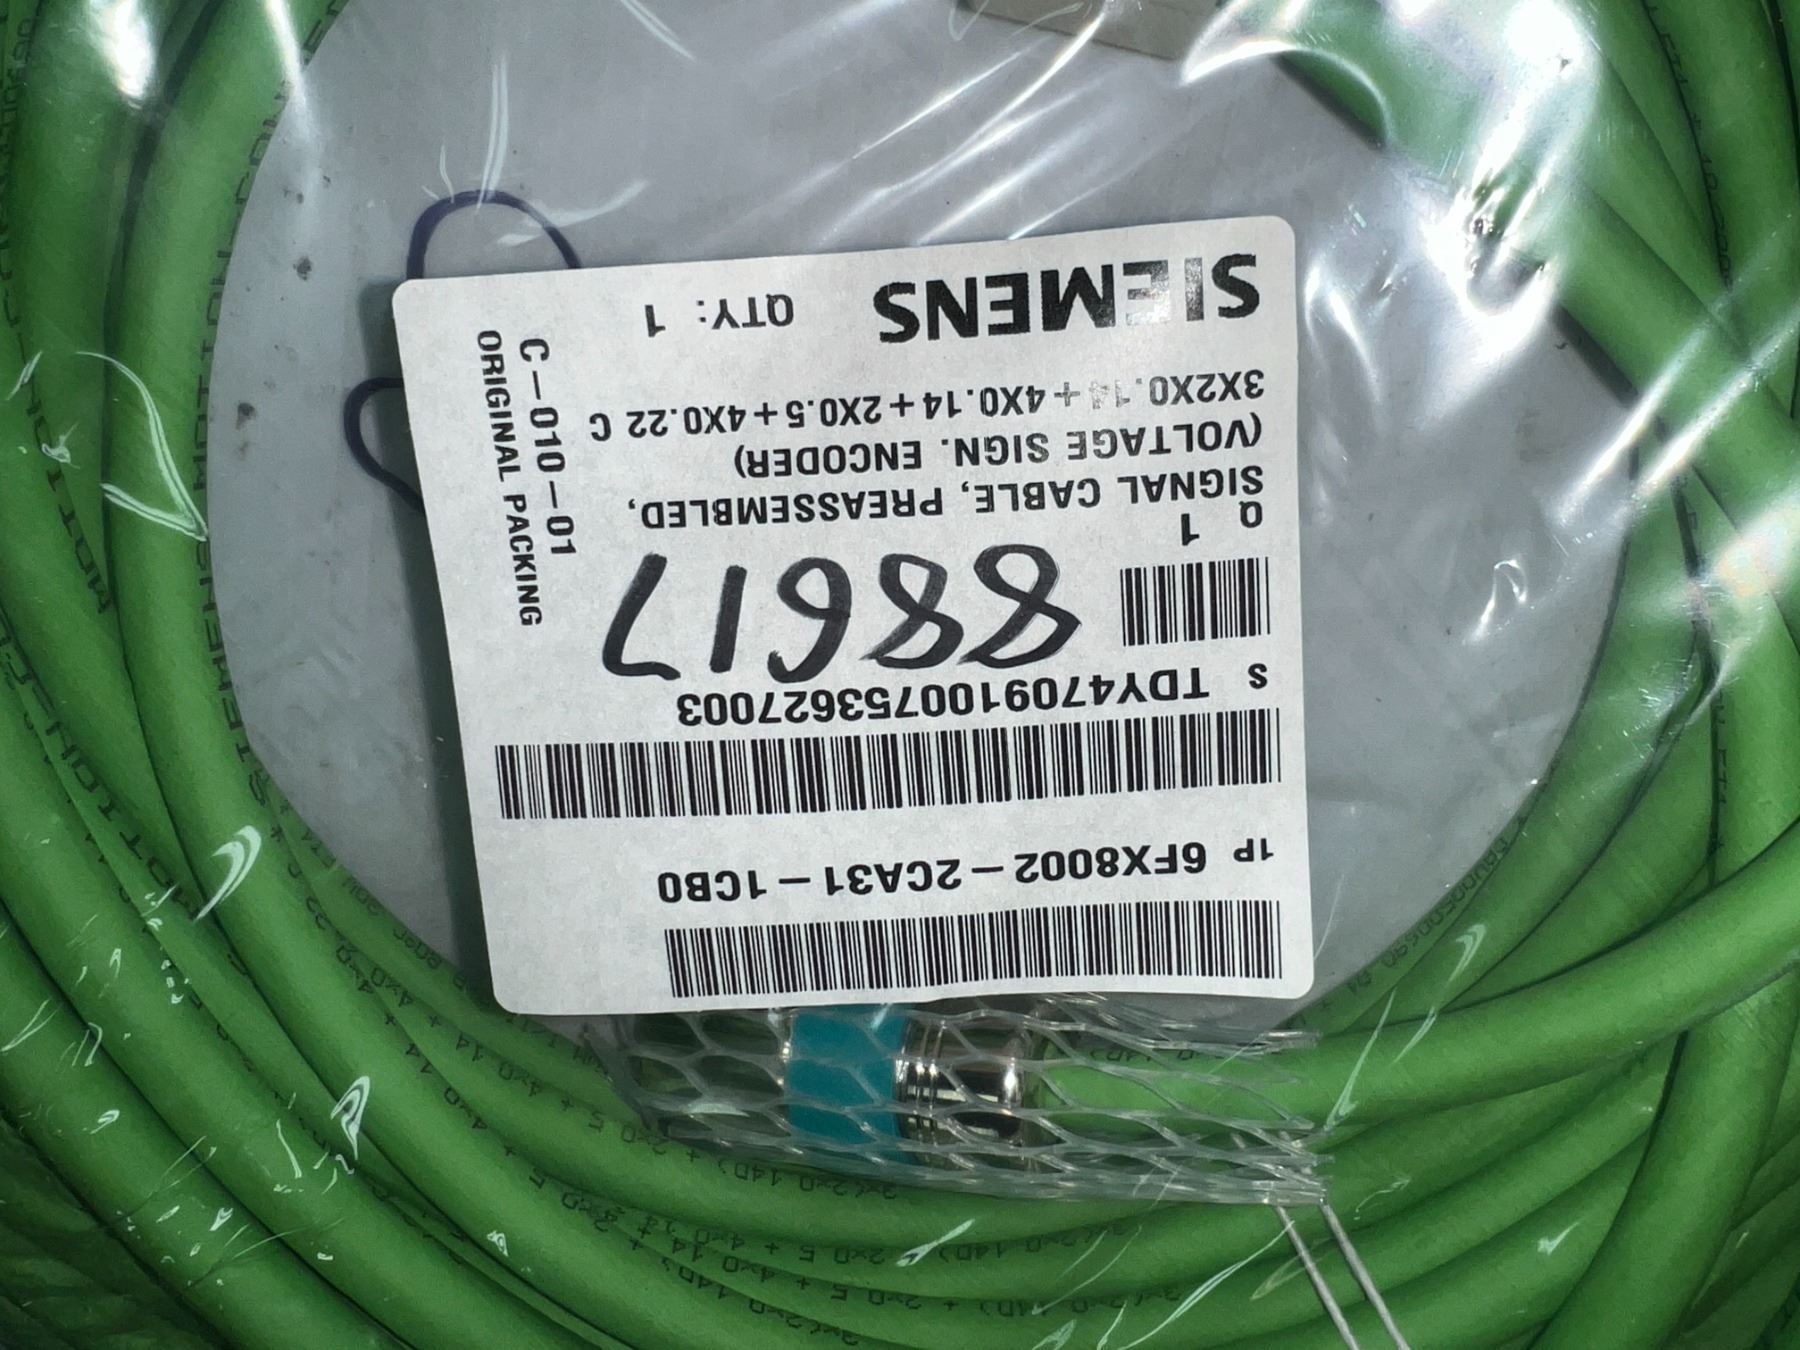 SIEMENS QTY: 1
3X2X0.14+4X0.14+2X0.5+4X0.22 C
(VOLTAGE SIGN. ENCODER)
SIGNAL CABLE, PREASSEMBLED,
Q 1
88617
S TDY4709100753627003
1P 6FX8002-2CA31-1CB0
C-010-01
ORIGINAL PACKING